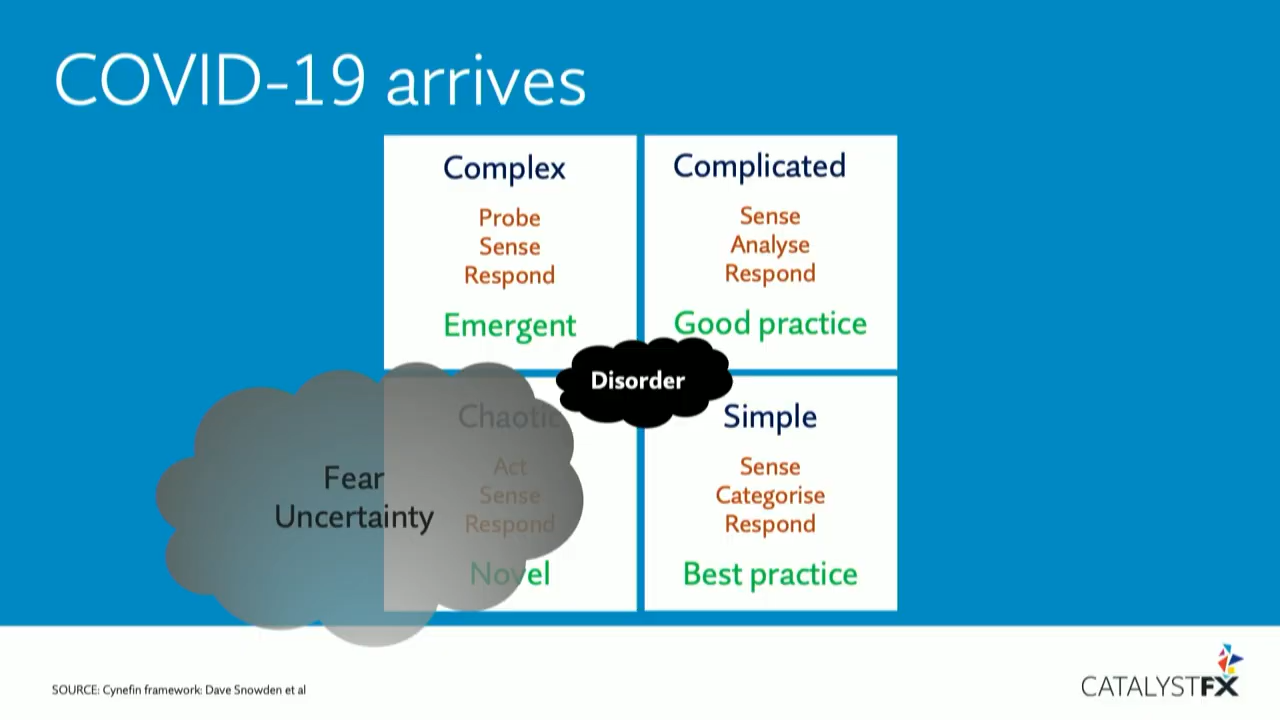 COVID-19 arrives
Complex
Probe
Sense
Respond
Emergent
Complicated
Sense
Analyse
Respond
Good practice
Disorder
Chaotic
Act
Sense
Respond
Novel
Fear
Uncertainty
Simple
Sense
Categorise
Respond
Best practice
SOURCE: Cynefin framework: Dave Snowden et al
CATALYSTFX